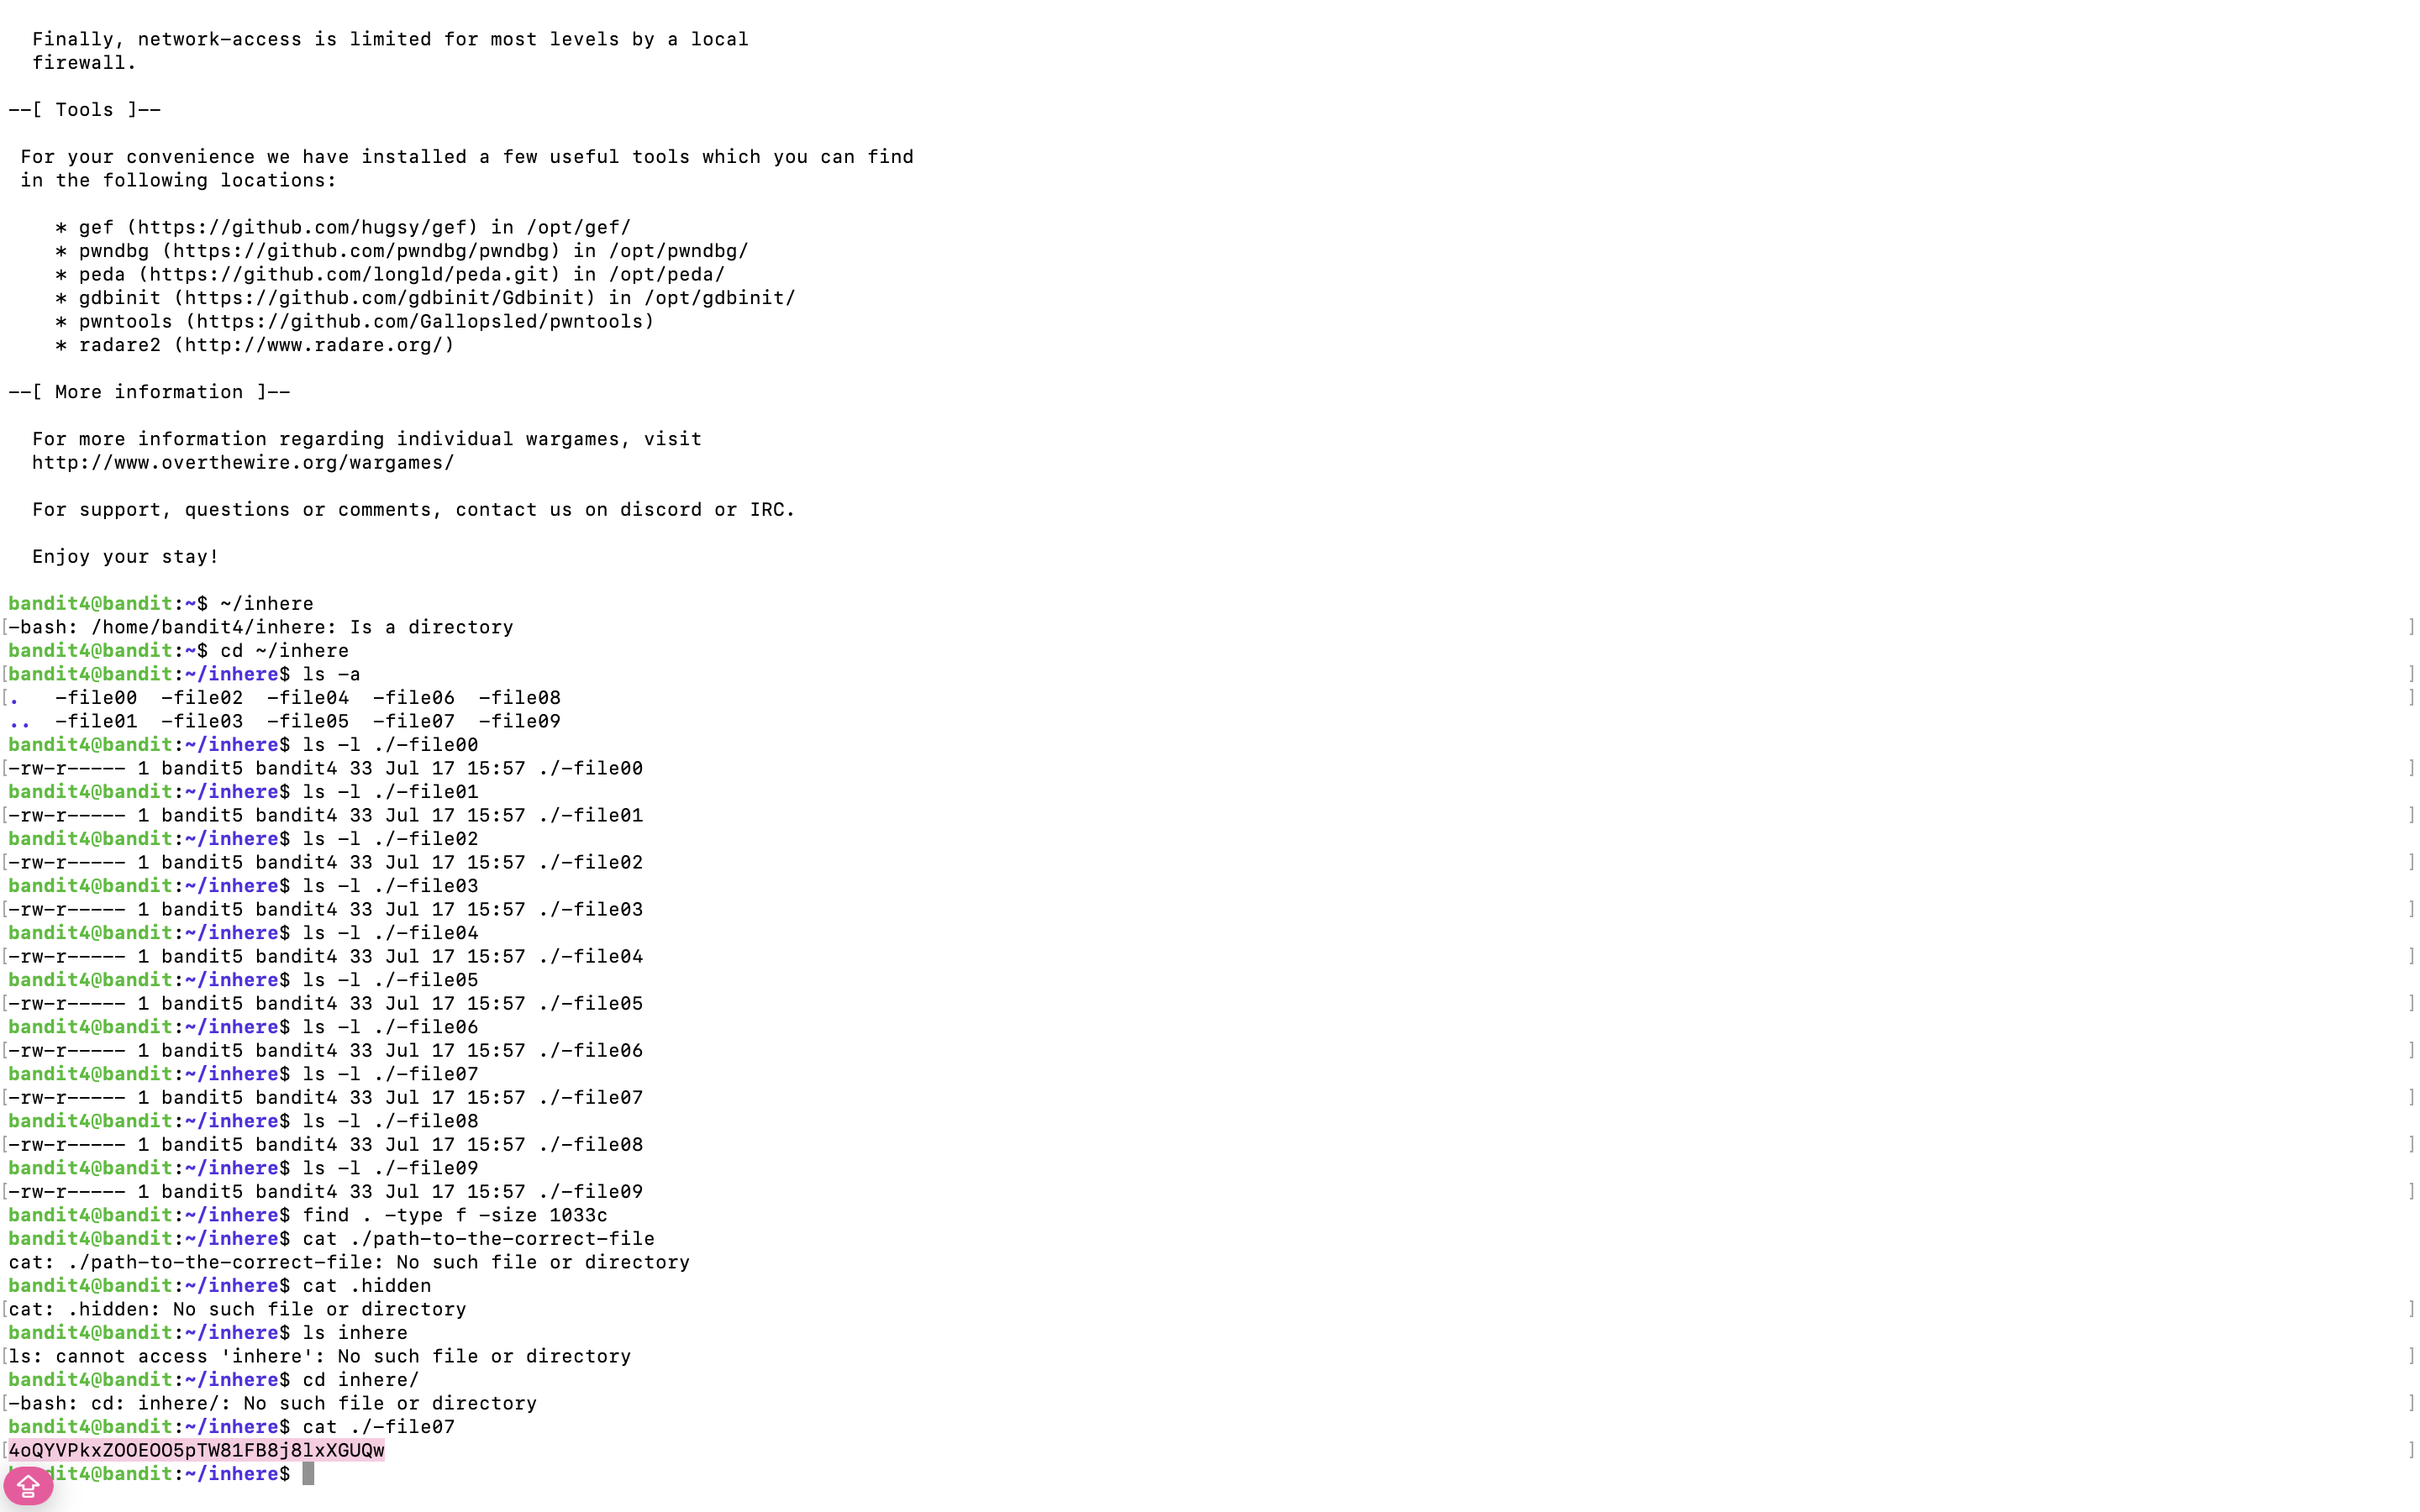 Finally, network-access is limited for most levels by a local
firewall.
--[ Tools ]--
For your convenience we have installed a few useful tools which you can find
in the following locations:
* gef (https://github.com/hugsy/gef) in /opt/gef/
* pwndbg (https://github.com/pwndbg/pwndbg) in /opt/pwndbg/
* peda (https://github.com/longld/peda.git) in /opt/peda/
* gdbinit (https://github.com/gdbinit/Gdbinit) in /opt/gdbinit/
* pwntools (https://github.com/Gallopsled/pwntools)
* radare2 (http://www.radare.org/)
--[ More information ]--
For more information regarding individual wargames, visit
http://www.overthewire.org/wargames/
For support, questions or comments, contact us on discord or IRC.
Enjoy your stay!
bandit4@bandit:~$ ~/inhere
[-bash: /home/bandit4/inhere: Is a directory ]
bandit4@bandit:~$ cd ~/inhere
[bandit4@bandit:~/inhere$ ls -a ]
[. -file00 -file02 -file04 -file06 -file08 ]
.. -file01 -file03 -file05 -file07 -file09
bandit4@bandit:~/inhere$ ls -l ./-file00
[-rw-r----- 1 bandit5 bandit4 33 Jul 17 15:57 ./-file00 ]
bandit4@bandit:~/inhere$ ls -l ./-file01
[-rw-r----- 1 bandit5 bandit4 33 Jul 17 15:57 ./-file01 ]
bandit4@bandit:~/inhere$ ls -l ./-file02
[-rw-r----- 1 bandit5 bandit4 33 Jul 17 15:57 ./-file02 ]
bandit4@bandit:~/inhere$ ls -l ./-file03
[-rw-r----- 1 bandit5 bandit4 33 Jul 17 15:57 ./-file03 ]
bandit4@bandit:~/inhere$ ls -l ./-file04
[-rw-r----- 1 bandit5 bandit4 33 Jul 17 15:57 ./-file04 ]
bandit4@bandit:~/inhere$ ls -l ./-file05
[-rw-r----- 1 bandit5 bandit4 33 Jul 17 15:57 ./-file05 ]
bandit4@bandit:~/inhere$ ls -l ./-file06
[-rw-r----- 1 bandit5 bandit4 33 Jul 17 15:57 ./-file06 ]
bandit4@bandit:~/inhere$ ls -l ./-file07
[-rw-r----- 1 bandit5 bandit4 33 Jul 17 15:57 ./-file07 ]
bandit4@bandit:~/inhere$ ls -l ./-file08
[-rw-r----- 1 bandit5 bandit4 33 Jul 17 15:57 ./-file08 ]
bandit4@bandit:~/inhere$ ls -l ./-file09
[-rw-r----- 1 bandit5 bandit4 33 Jul 17 15:57 ./-file09 ]
bandit4@bandit:~/inhere$ find . -type f -size 1033c
bandit4@bandit:~/inhere$ cat ./path-to-the-correct-file
cat: ./path-to-the-correct-file: No such file or directory
bandit4@bandit:~/inhere$ cat .hidden
[cat: .hidden: No such file or directory ]
bandit4@bandit:~/inhere$ ls inhere
[ls: cannot access 'inhere': No such file or directory ]
bandit4@bandit:~/inhere$ cd inhere/
[-bash: cd: inhere/: No such file or directory ]
bandit4@bandit:~/inhere$ cat ./-file07
[4oQYVPkxZOOEOO5pTW81FB8j8lxXGUQw ]
it4@bandit:~/inhere$